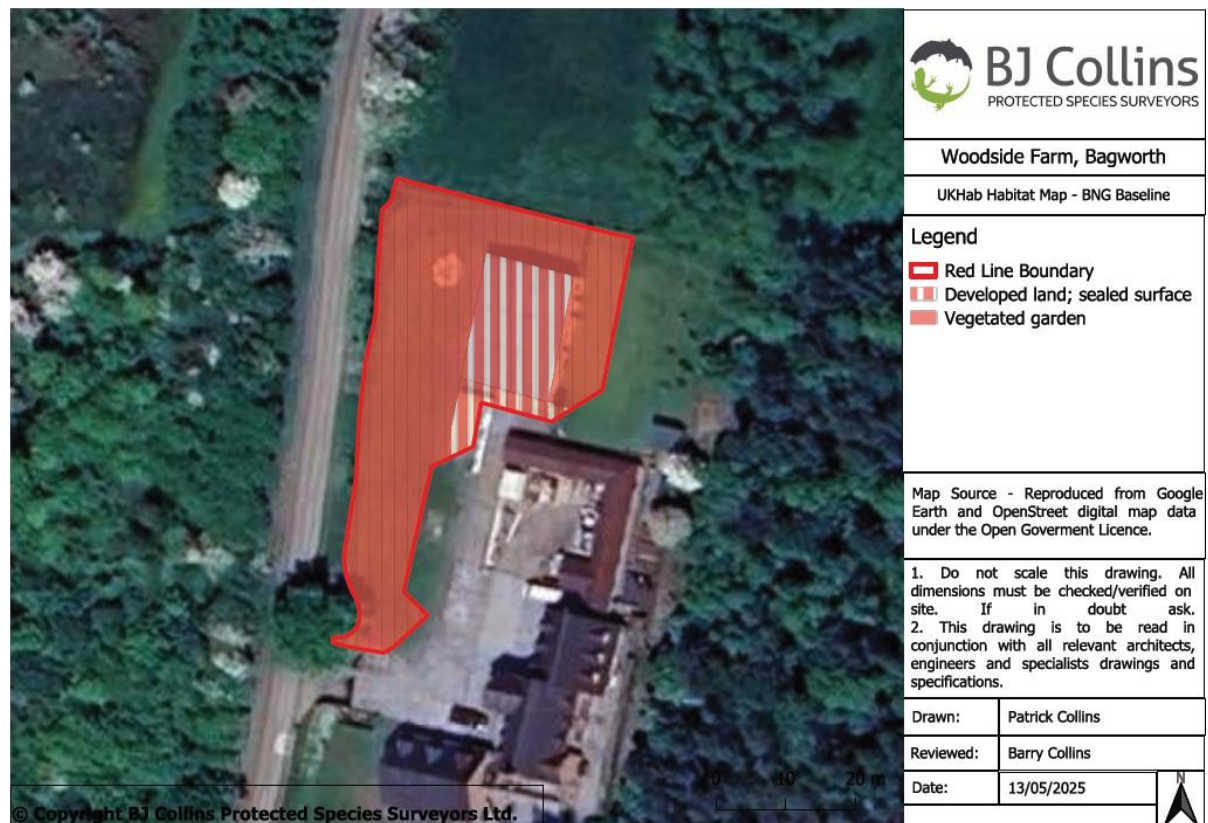 BJ Collins
PROTECTED SPECIES SURVEYORS
Woodside Farm, Bagworth
UKHab Habitat Map - BNG Baseline
Legend
Red Line Boundary
Developed land; sealed surface
Vegetated garden
Map Source - Reproduced from Google
Earth and OpenStreet digital map data
under the Open Goverment Licence.
1. Do not scale this drawing. All
dimensions must be checked/verified on
site. If in doubt ask.
2. This drawing is to be read in
conjunction with all relevant architects,
engineers and specialists drawings and
specifications.
Drawn: Patrick Collins
Reviewed: Barry Collins
Date: 13/05/2025
N
0 10 20 m
© Copyright BJ Collins Protected Species Surveyors Ltd.